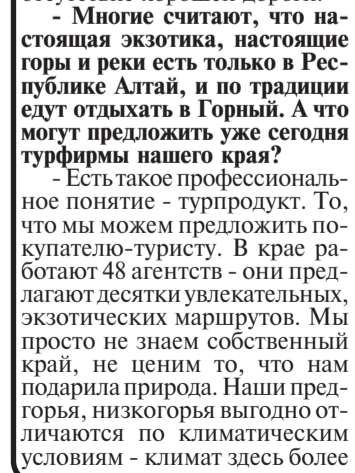 - Многие считают, что на-
стоящая экзотика, настоящие
горы и реки есть только в Рес-
публике Алтай, и по традиции
едут отдыхать в Горный. А что
могут предложить уже сегодня
турфирмы нашего края?
- Есть такое профессиональ-
ное понятие - турпродукт. То,
что мы можем предложить по-
купателю-туристу. В крае ра-
ботают 48 агентств - они пред-
лагают десятки увлекательных,
экзотических маршрутов. Мы
просто не знаем собственный
край, не ценим то, что нам
подарила природа. Наши пред-
горья, низкогорья выгодно от-
личаются по климатическим
условиям - климат здесь более